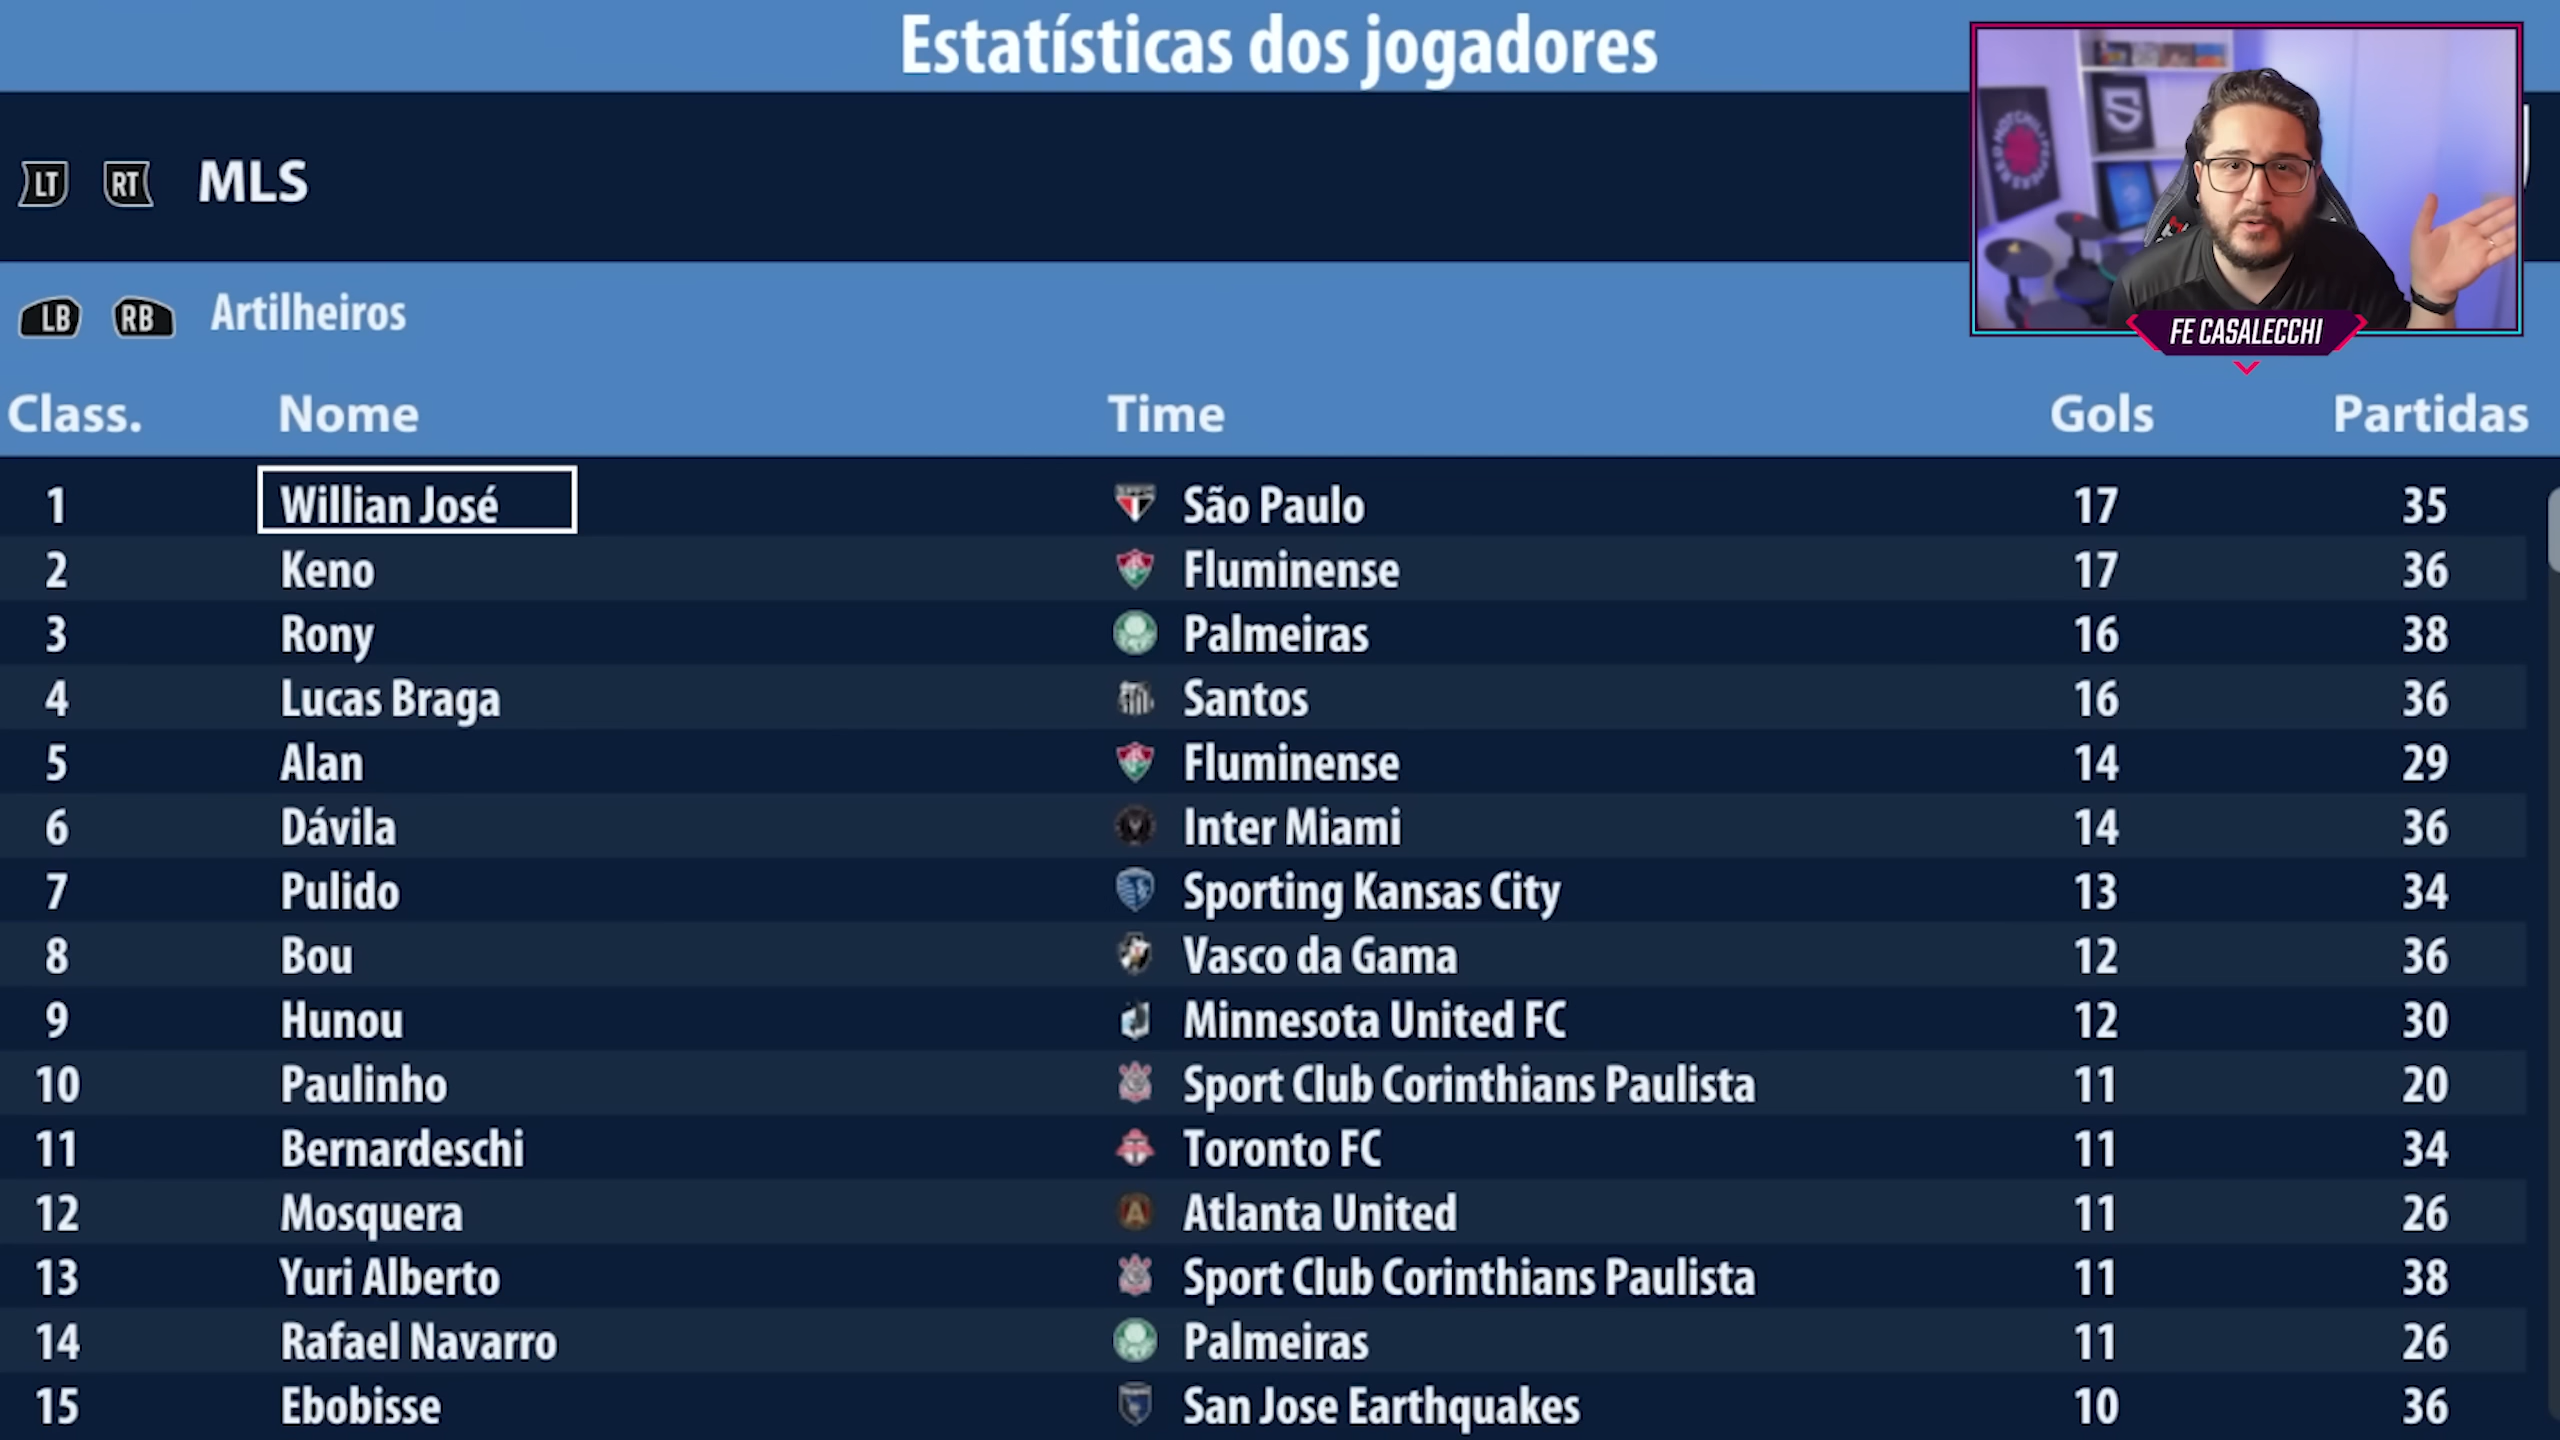 Estatísticas dos jogadores
LT RT MLS
LB RB Artilheiros
FE CASALECCHI
Class. Nome Time Gols Partidas
1 Willian José São Paulo 17 35
2 Keno Fluminense 17 36
3 Rony Palmeiras 16 38
4 Lucas Braga Santos 16 36
5 Alan Fluminense 14 29
6 Dávila Inter Miami 14 36
7 Pulido Sporting Kansas City 13 34
8 Bou Vasco da Gama 12 36
9 Hunou Minnesota United FC 12 30
10 Paulinho Sport Club Corinthians Paulista 11 20
11 Bernardeschi Toronto FC 11 34
12 Mosquera Atlanta United 11 26
13 Yuri Alberto Sport Club Corinthians Paulista 11 38
14 Rafael Navarro Palmeiras 11 26
15 Ebobisse San Jose Earthquakes 10 36